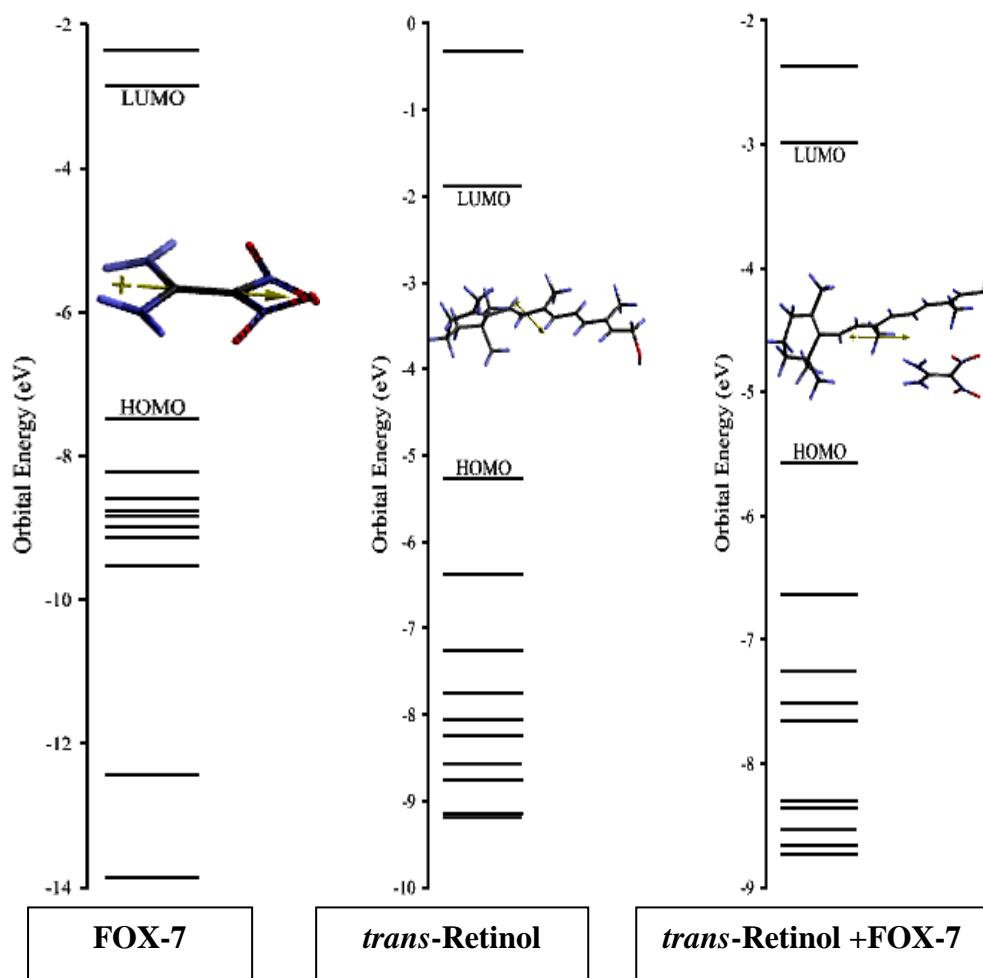 -2
-4
-6
-8
-10
-12
-14
Orbital Energy (eV)
LUMO
HOMO
FOX-7
0
-1
-2
-3
-4
-5
-6
-7
-8
-9
-10
Orbital Energy (eV)
LUMO
HOMO
trans-Retinol
-2
-3
-4
-5
-6
-7
-8
-9
Orbital Energy (eV)
LUMO
HOMO
trans-Retinol +FOX-7